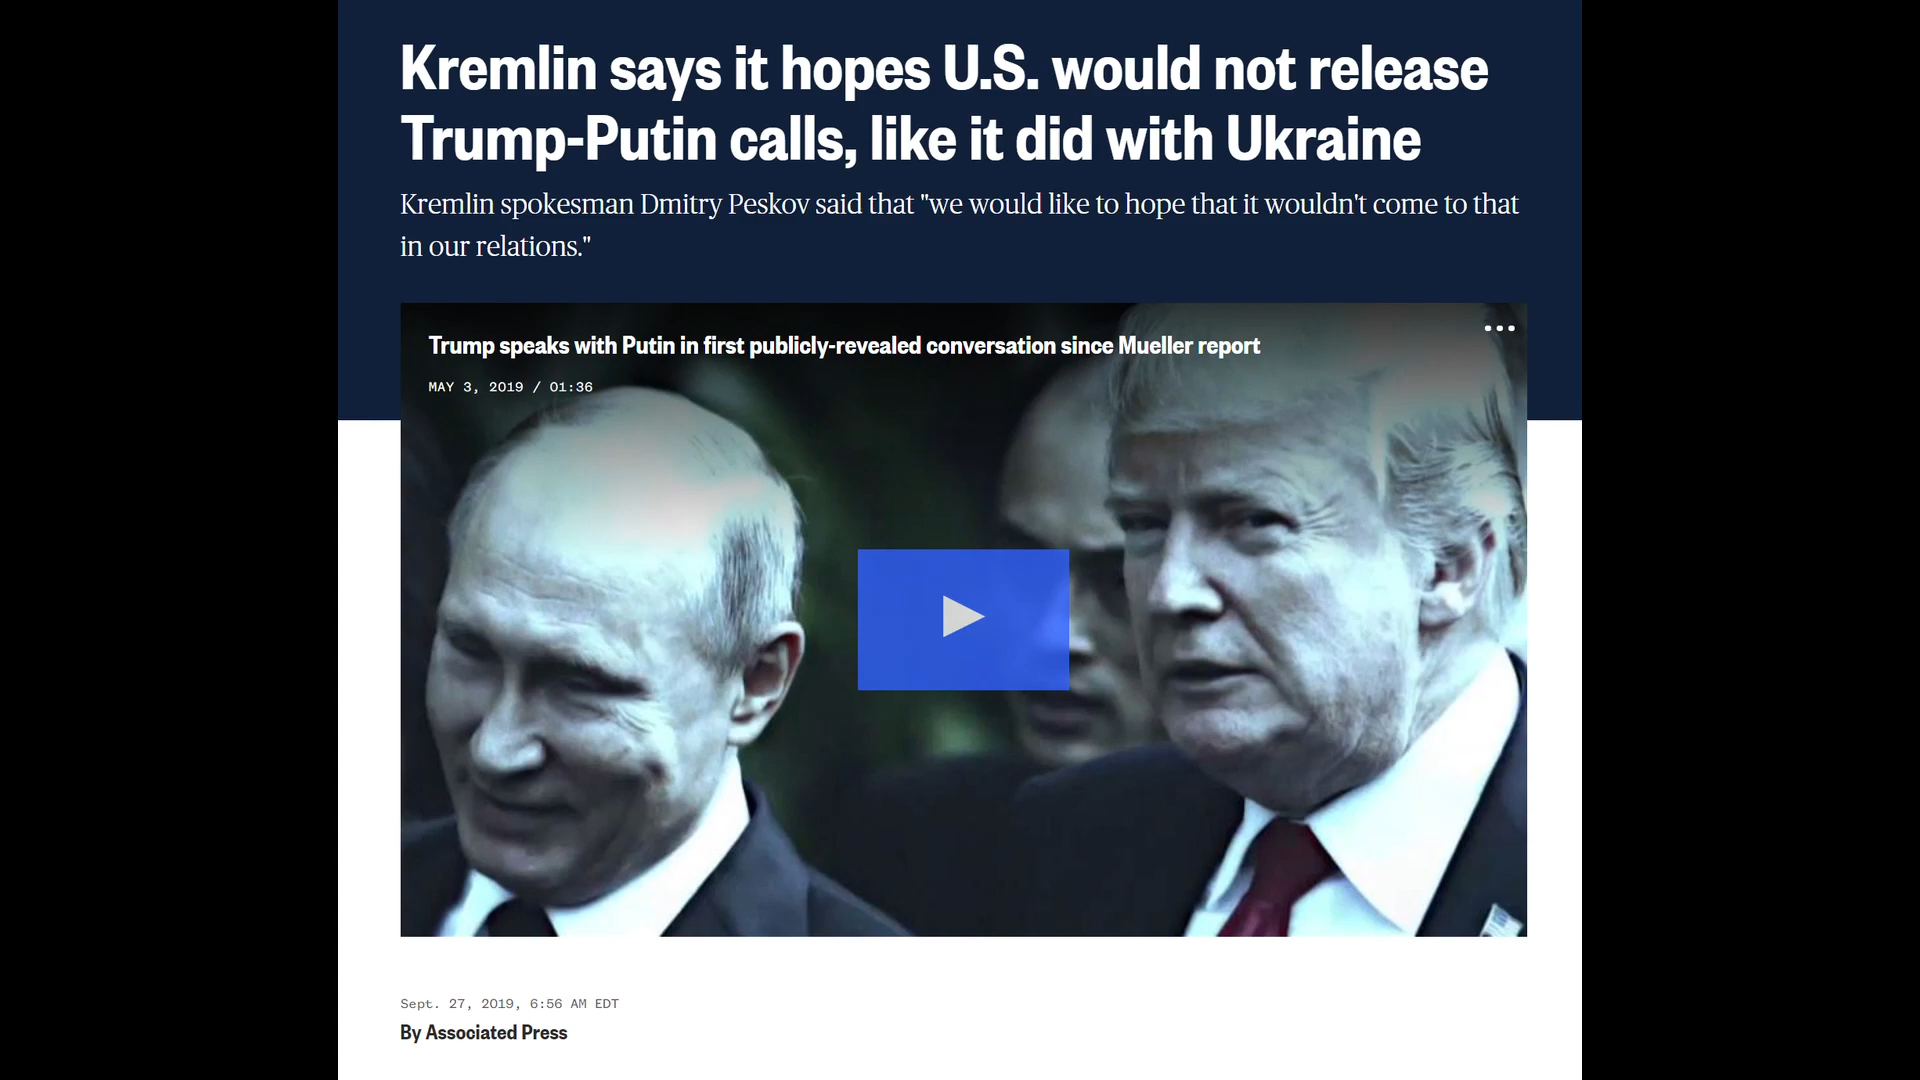 Kremlin says it hopes U.S. would not release
Trump-Putin calls, like it did with Ukraine
Kremlin spokesman Dmitry Peskov said that "we would like to hope that it wouldn't come to that
in our relations."
Trump speaks with Putin in first publicly-revealed conversation since Mueller report
MAY 3, 2019 / 01:36
Sept. 27, 2019, 6:56 AM EDT
By Associated Press